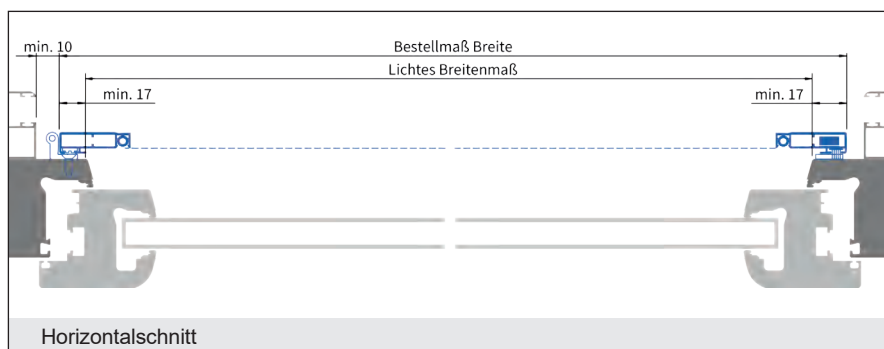 min. 10
Bestellmaß Breite
Lichtes Breitenmaß
min. 17
min. 17
Horizontalschnitt